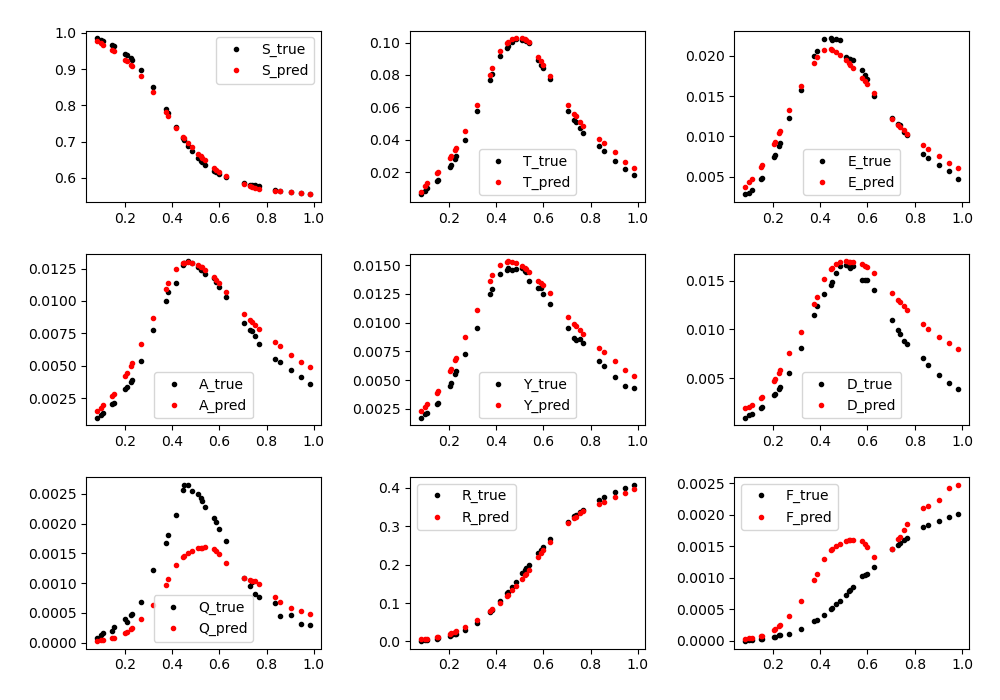 1.0
0.9
0.8
0.7
0.6
0.2 0.4 0.6 0.8 1.0
S_true
S_pred
0.10
0.08
0.06
0.04
0.02
0.2 0.4 0.6 0.8 1.0
T_true
T_pred
0.020
0.015
0.010
0.005
0.2 0.4 0.6 0.8 1.0
E_true
E_pred
0.0125
0.0100
0.0075
0.0050
0.0025
0.2 0.4 0.6 0.8 1.0
A_true
A_pred
0.0150
0.0125
0.0100
0.0075
0.0050
0.0025
0.2 0.4 0.6 0.8 1.0
Y_true
Y_pred
0.015
0.010
0.005
0.2 0.4 0.6 0.8 1.0
D_true
D_pred
0.0025
0.0020
0.0015
0.0010
0.0005
0.0000
0.2 0.4 0.6 0.8 1.0
Q_true
Q_pred
0.4
0.3
0.2
0.1
0.0
0.2 0.4 0.6 0.8 1.0
R_true
R_pred
0.0025
0.0020
0.0015
0.0010
0.0005
0.0000
0.2 0.4 0.6 0.8 1.0
F_true
F_pred